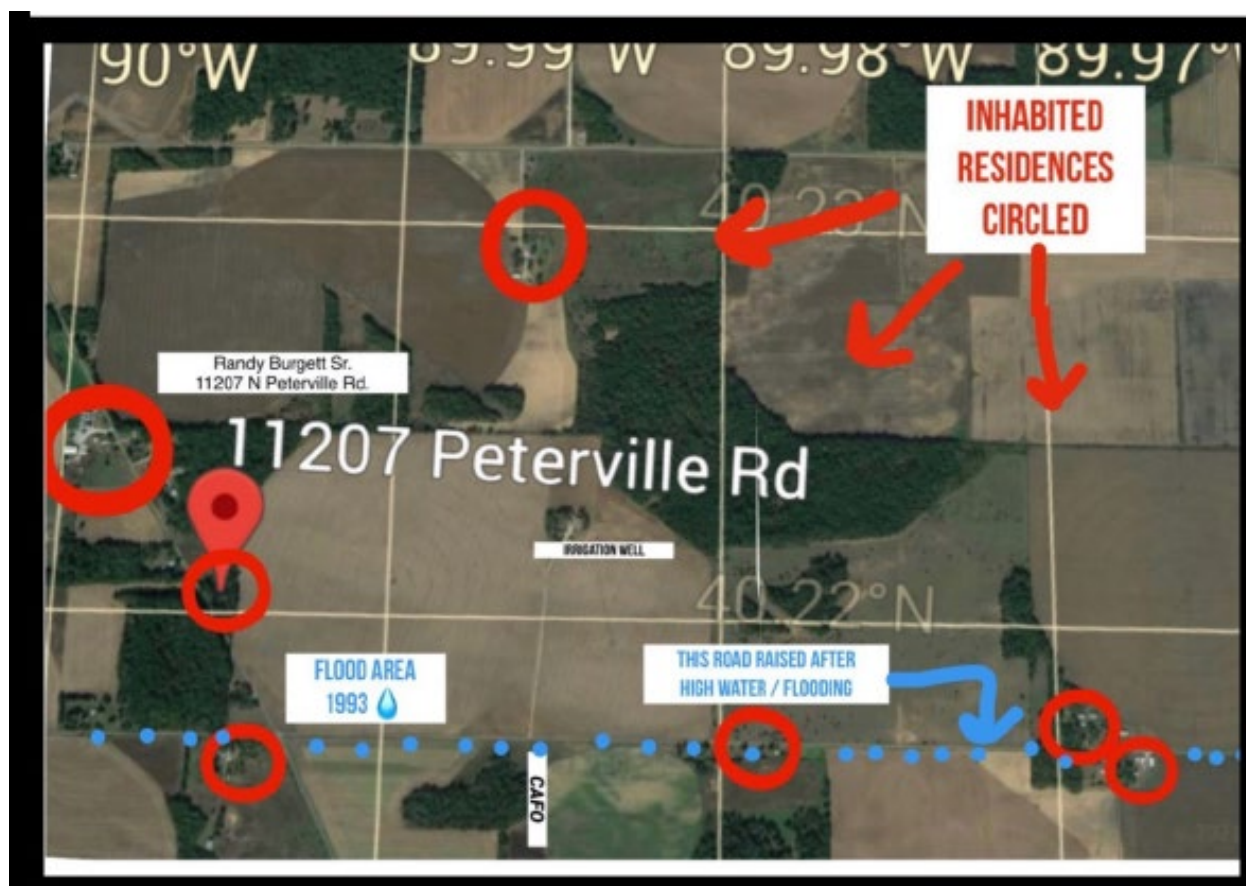 90°W 89.99°W 89.98°W 89.97°
INHABITED
RESIDENCES
CIRCLED
40.23°N
Randy Burgett Sr.
11207 N Peterville Rd.
11207 Peterville Rd
IRRIGATION WELL
40.22°N
FLOOD AREA
1993 💧
THIS ROAD RAISED AFTER
HIGH WATER / FLOODING
CAFO